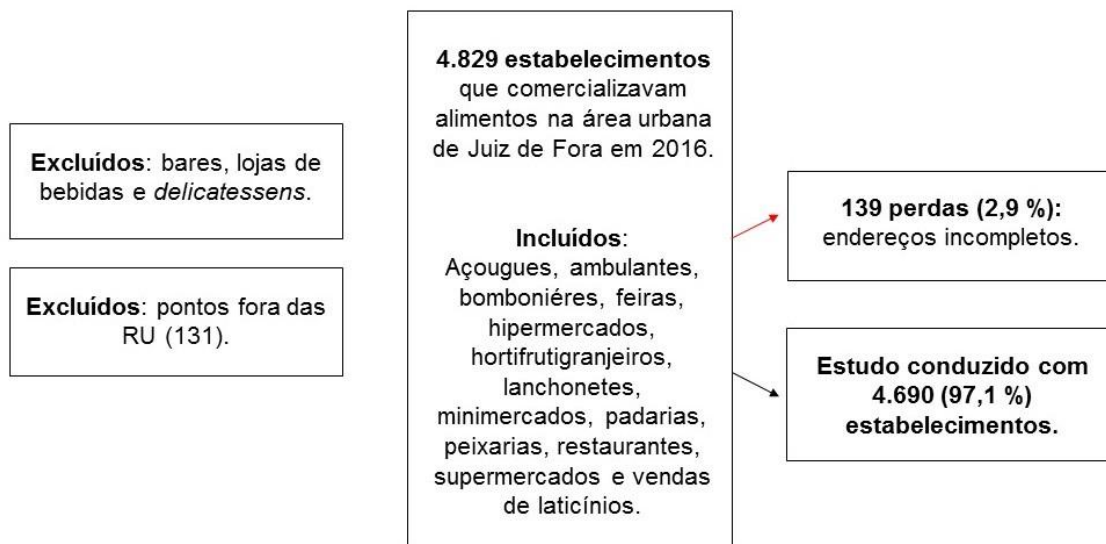 Excluídos: bares, lojas de
bebidas e delicatessens.
Excluídos: pontos fora das
RU (131).
4.829 estabelecimentos
que comercializavam
alimentos na área urbana
de Juiz de Fora em 2016.
Incluídos:
Açougues, ambulantes,
bomboniéres, feiras,
hipermercados,
hortifrutigranjeiros,
lanchonetes,
minimercados, padarias,
peixarias, restaurantes,
supermercados e vendas
de laticínios.
139 perdas (2,9 %):
endereços incompletos.
Estudo conduzido com
4.690 (97,1 %)
estabelecimentos.